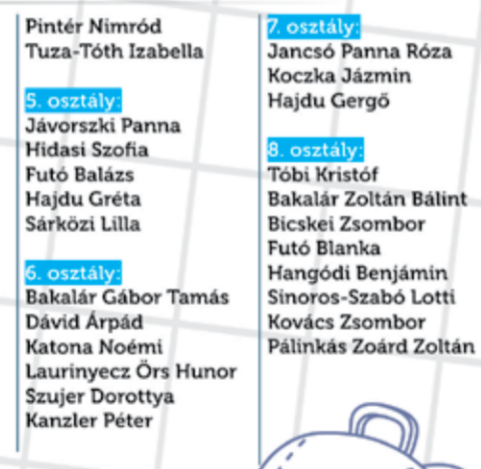 Pintér Nimród
Tuza-Tóth Izabella
5. osztály:
Jávorszki Panna
Hidasi Szofia
Futó Balázs
Hajdu Gréta
Sárközi Lilla
6. osztály:
Bakalár Gábor Tamás
Dávid Árpád
Katona Noémi
Laurinyecz Örs Hunor
Szujer Dorottya
Kanzler Péter
7. osztály:
Jancsó Panna Róza
Koczka Jázmin
Hajdu Gergő
8. osztály:
Tóbi Kristóf
Bakalár Zoltán Bálint
Bicskei Zsombor
Futó Blanka
Hangódi Benjámin
Sinoros-Szabó Lotti
Kovács Zsombor
Pálinkás Zoárd Zoltán